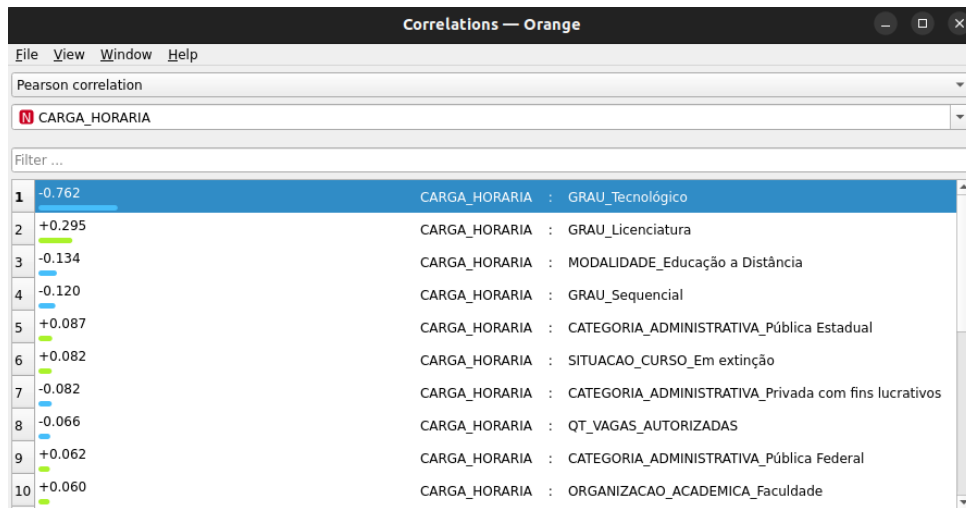 Correlations — Orange
File View Window Help
Pearson correlation
N CARGA_HORARIA
Filter ...
1 -0.762 CARGA_HORARIA : GRAU_Tecnológico
2 +0.295 CARGA_HORARIA : GRAU_Licenciatura
3 -0.134 CARGA_HORARIA : MODALIDADE_Educação a Distância
4 -0.120 CARGA_HORARIA : GRAU_Sequencial
5 +0.087 CARGA_HORARIA : CATEGORIA_ADMINISTRATIVA_Pública Estadual
6 +0.082 CARGA_HORARIA : SITUACAO_CURSO_Em extinção
7 -0.082 CARGA_HORARIA : CATEGORIA_ADMINISTRATIVA_Privada com fins lucrativos
8 -0.066 CARGA_HORARIA : QT_VAGAS_AUTORIZADAS
9 +0.062 CARGA_HORARIA : CATEGORIA_ADMINISTRATIVA_Pública Federal
10 +0.060 CARGA_HORARIA : ORGANIZACAO_ACADEMICA_Faculdade